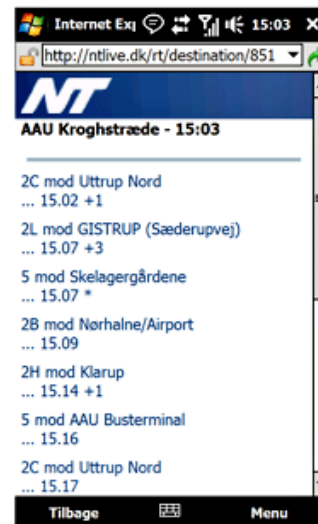 Internet Exp 15:03
http://ntlive.dk/rt/destination/851
NT
AAU Kroghstræde - 15:03
2C mod Uttrup Nord
... 15.02 +1
2L mod GISTRUP (Sæderupvej)
... 15.07 +3
5 mod Skelagergårdene
... 15.07 *
2B mod Nørhalne/Airport
... 15.09
2H mod Klarup
... 15.14 +1
5 mod AAU Busterminal
... 15.16
2C mod Uttrup Nord
... 15.17
Tilbage Menu